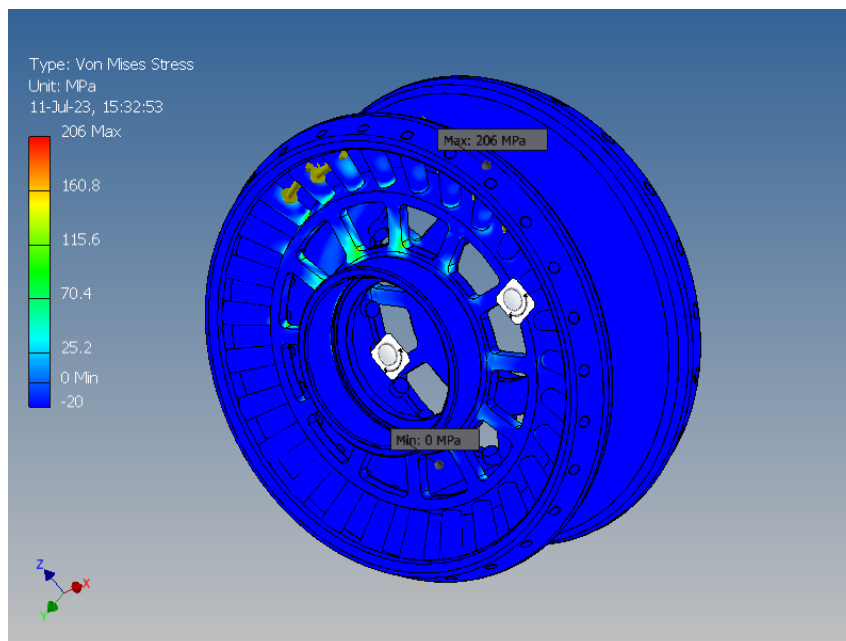 Type: Von Mises Stress
Unit: MPa
11-Jul-23, 15:32:53
206 Max
160.8
115.6
70.4
25.2
0 Min
-20
Max: 206 MPa
Min: 0 MPa
Z
X
Y